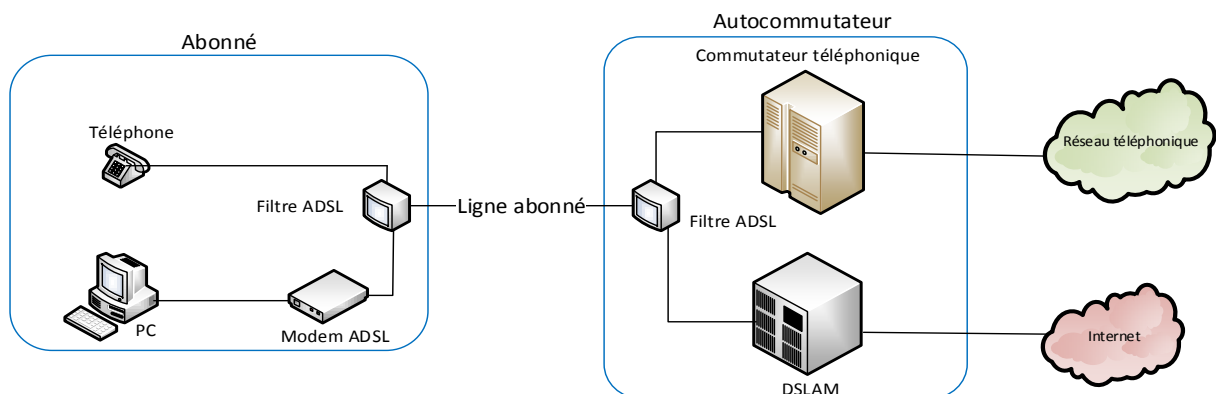 Autocommutateur
Abonné
Commutateur téléphonique
Téléphone
Réseau téléphonique
Filtre ADSL
Ligne abonné
Filtre ADSL
PC
Modem ADSL
Internet
DSLAM